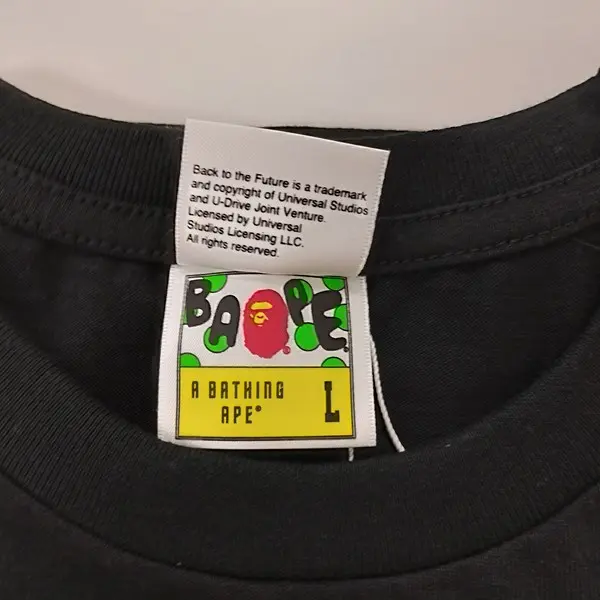 Back to the Future is a trademark
and copyright of Universal Studios
and U-Drive Joint Venture.
Licensed by Universal
Studios Licensing LLC.
All rights reserved.
BAPE®
A BATHING
APE®
L